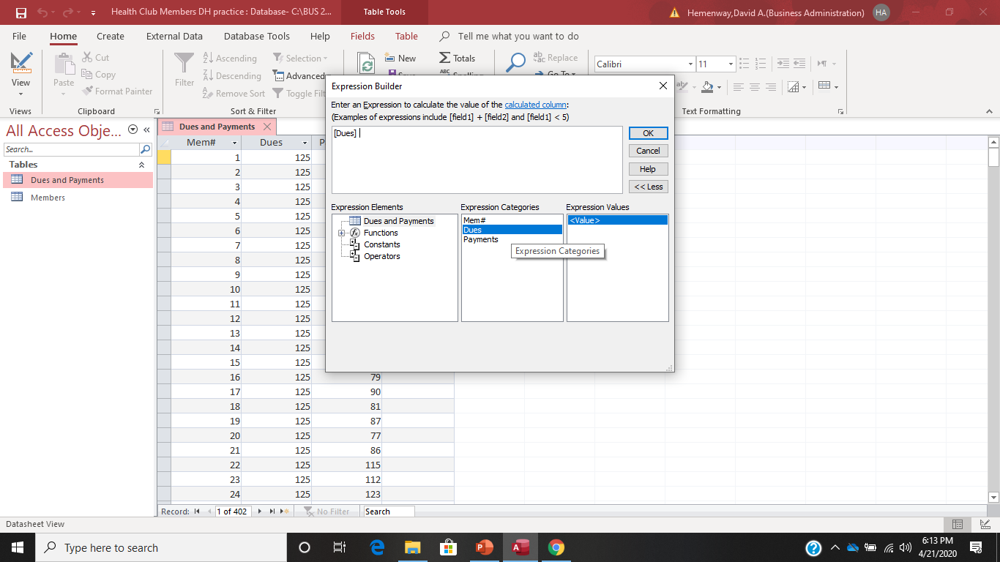 Health Club Members DH practice : Database- C:\BUS 2...
Table Tools
Hemenway,David A.(Business Administration)
HA
File
Home
Create
External Data
Database Tools
Help
Fields
Table
Tell me what you want to do
View
Views
Paste
Cut
Copy
Format Painter
Clipboard
Filter
Ascending
Descending
Remove Sort
Selection
Advanced
Toggle Fi
Sort & Filter
New
Totals
Replace
Calibri
11
Text Formatting
All Access Obje...
Search...
Tables
Dues and Payments
Members
Dues and Payments
Mem# Dues P
1 125
2 125
3 125
4 125
5 125
6 125
7 125
8 125
9 125
10 125
11 125
12 125
13 125
14 125
15 125
16 125 79
17 125 90
18 125 81
19 125 87
20 125 77
21 125 86
22 125 115
23 125 112
24 125 123
Expression Builder
Enter an Expression to calculate the value of the calculated column:
(Examples of expressions include [field1] + [field2] and [field1] < 5)
[Dues]
OK
Cancel
Help
<< Less
Expression Elements
Dues and Payments
Functions
Constants
Operators
Expression Categories
Mem#
Dues
Payments
Expression Categories
Expression Values
<Value>
Record: 1 of 402 No Filter Search
Datasheet View
Type here to search
6:13 PM
4/21/2020